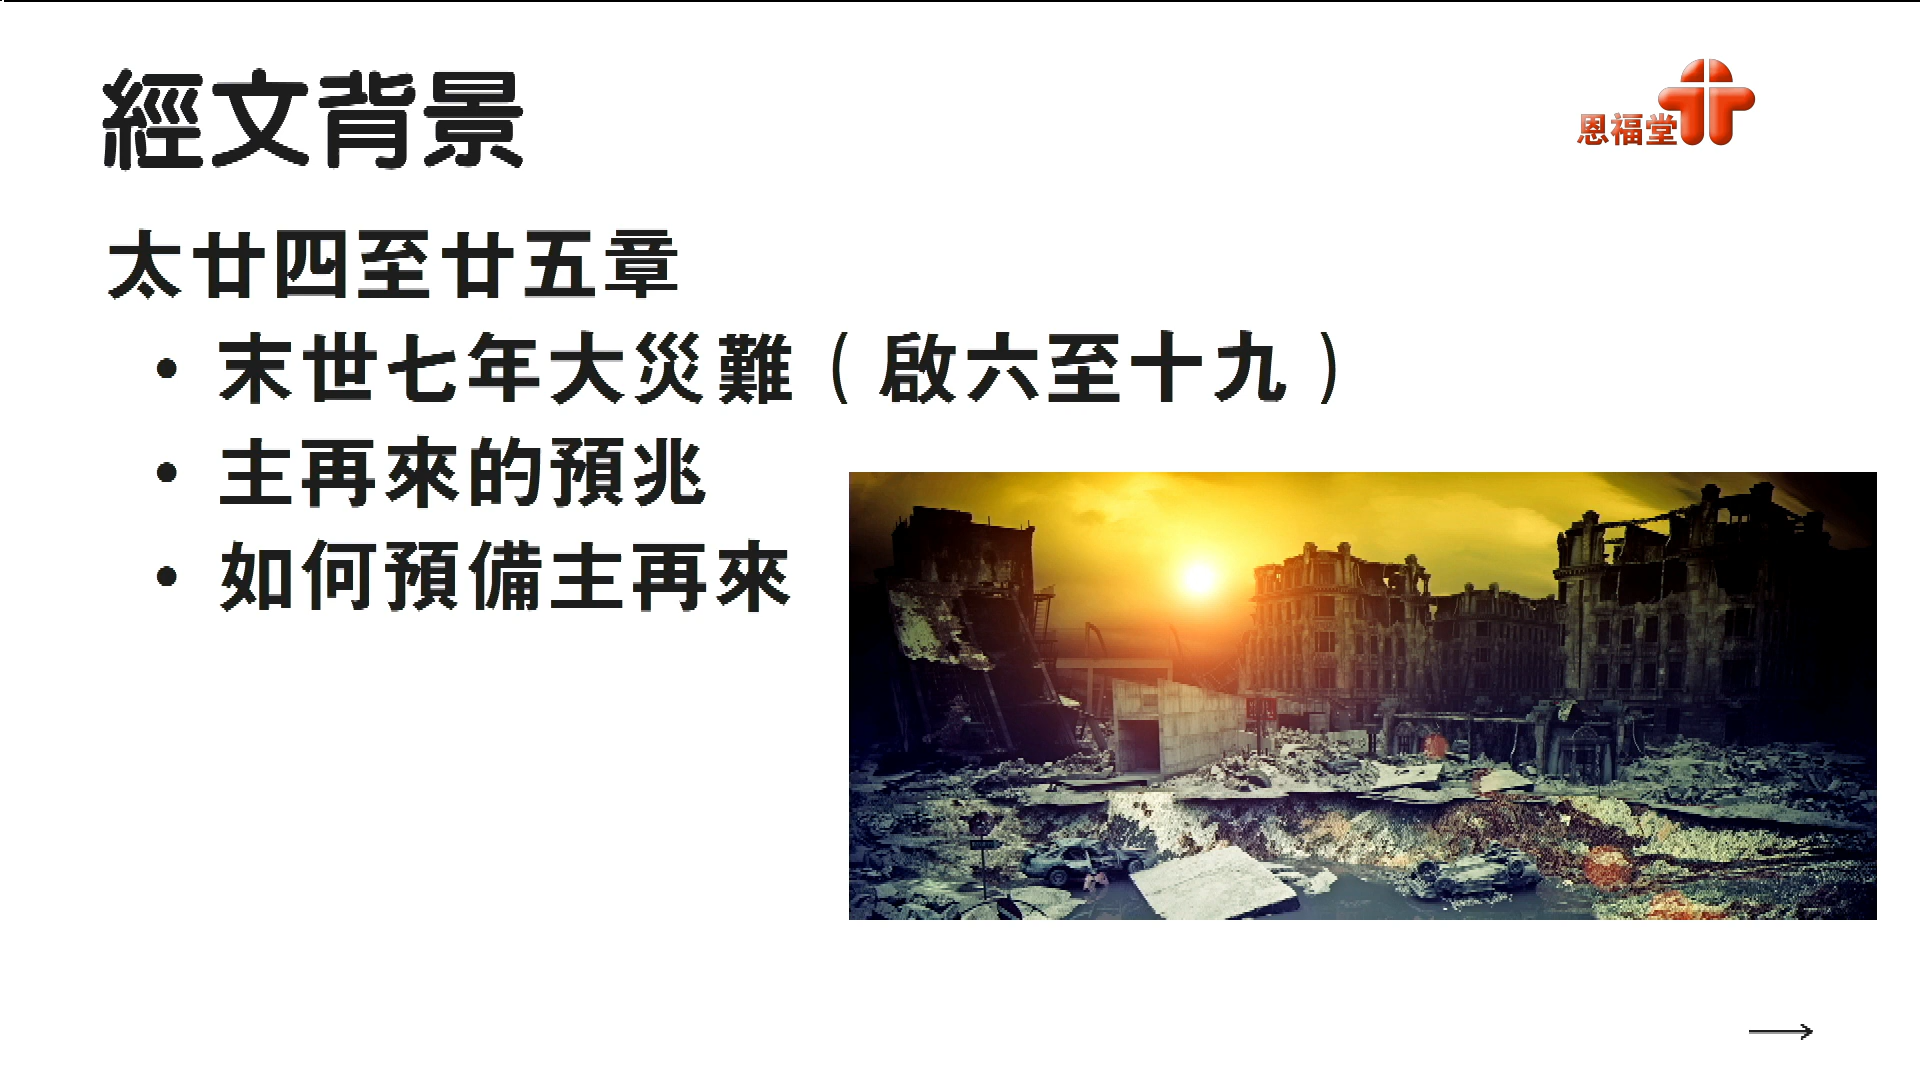 經文背景
恩福堂
太廿四至廿五章
• 末世七年大災難（啟六至十九）
• 主再來的預兆
• 如何預備主再來